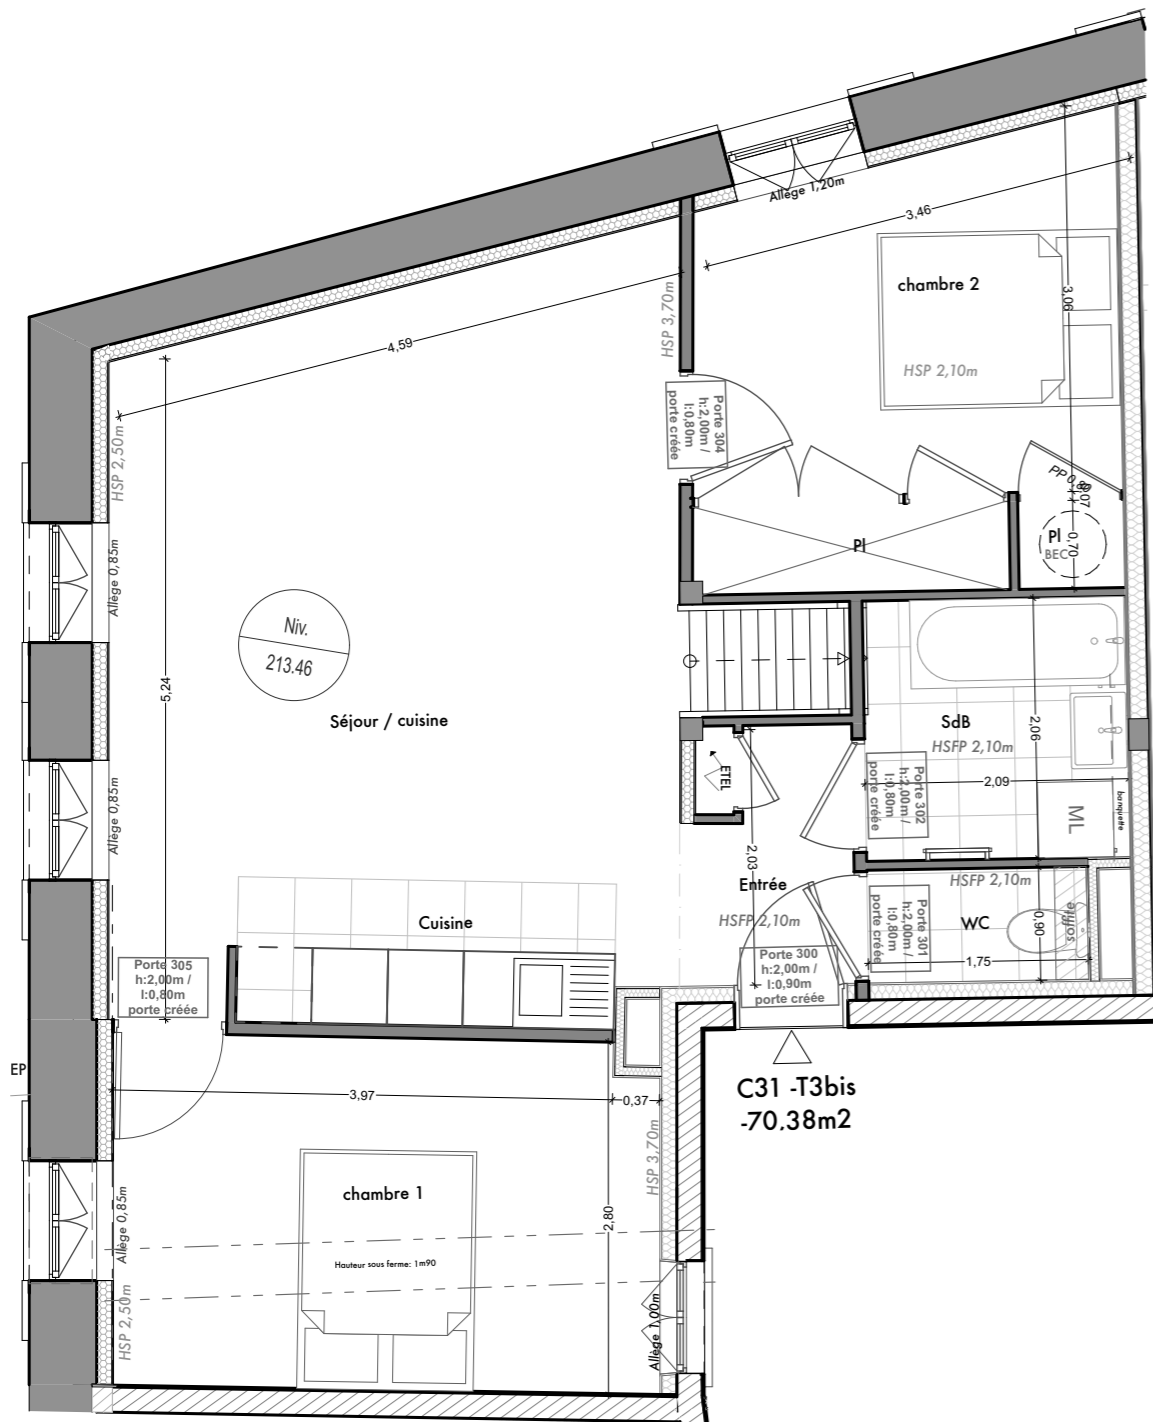 Allège 1,20m
3,46
chambre 2
3,06
HSP 2,10m
HSP 3,70m
4,59
Porte 304
h:2,00m /
l:0,80m
porte créée
HSP 2,50m
PP 0,80
0,07
Pl
Pl
BEC
0,70
Allège 0,85m
Niv.
213.46
5,24
Séjour / cuisine
SdB
HSFP 2,10m
2,06
2,09
ETEL
Porte 302
h:2,00m /
l:0,80m
porte créée
ML
banquette
Allège 0,85m
2,03
Entrée
HSFP 2,10m
HSFP 2,10m
WC
Porte 301
h:2,00m /
l:0,80m
porte créée
0,90
soffite
1,75
Cuisine
Porte 305
h:2,00m /
l:0,80m
porte créée
Porte 300
h:2,00m /
l:0,90m
porte créée
EP
C31 -T3bis
-70.38m2
3,97
0,37
HSP 3,70m
chambre 1
2,80
Allège 0,85m
Hauteur sous ferme: 1m90
HSP 2,50m
Allège 1,00m